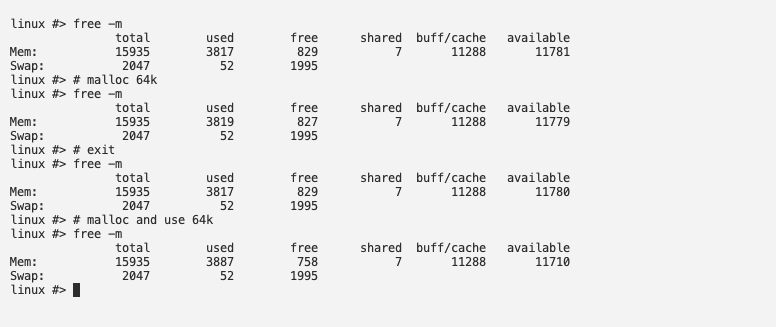 linux #> free -m
total used free shared buff/cache available
Mem: 15935 3817 829 7 11288 11781
Swap: 2047 52 1995
linux #> # malloc 64k
linux #> free -m
total used free shared buff/cache available
Mem: 15935 3819 827 7 11288 11779
Swap: 2047 52 1995
linux #> # exit
linux #> free -m
total used free shared buff/cache available
Mem: 15935 3817 829 7 11288 11780
Swap: 2047 52 1995
linux #> # malloc and use 64k
linux #> free -m
total used free shared buff/cache available
Mem: 15935 3887 758 7 11288 11710
Swap: 2047 52 1995
linux #>